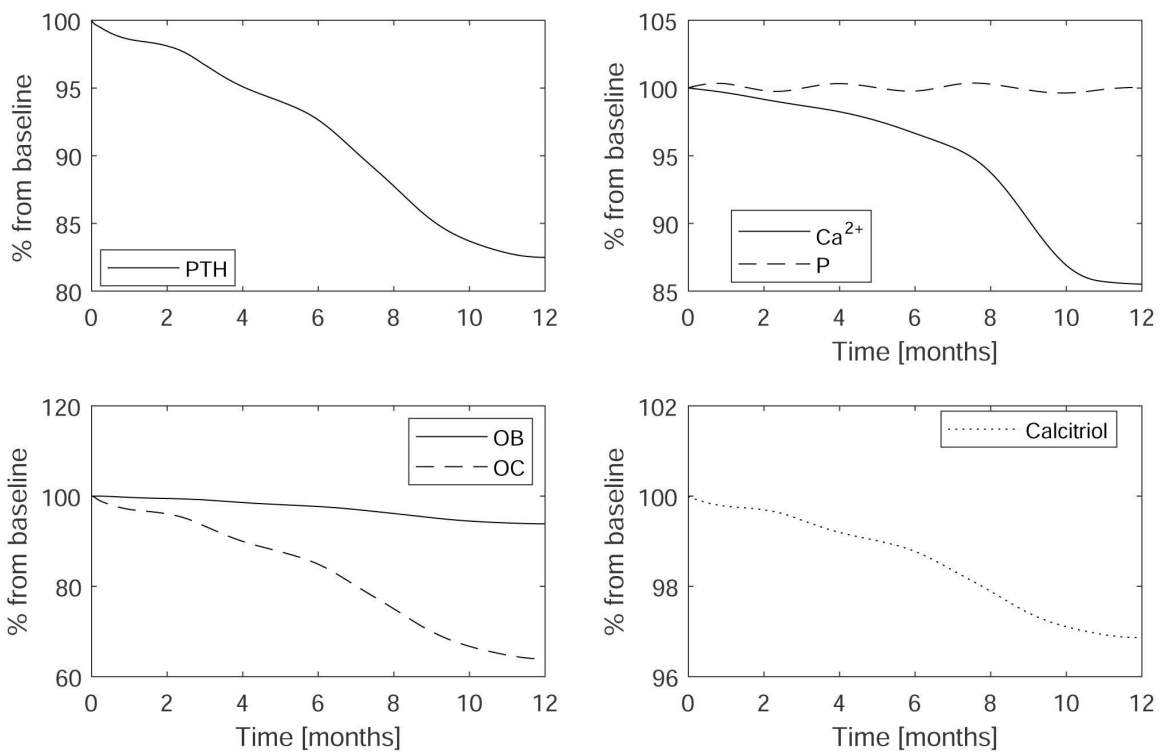 100
95
90
85
80
% from baseline
PTH
0 2 4 6 8 10 12
105
100
95
90
85
% from baseline
Ca²⁺
P
0 2 4 6 8 10 12
Time [months]
120
100
80
60
% from baseline
OB
OC
0 2 4 6 8 10 12
Time [months]
102
100
98
96
% from baseline
Calcitriol
0 2 4 6 8 10 12
Time [months]